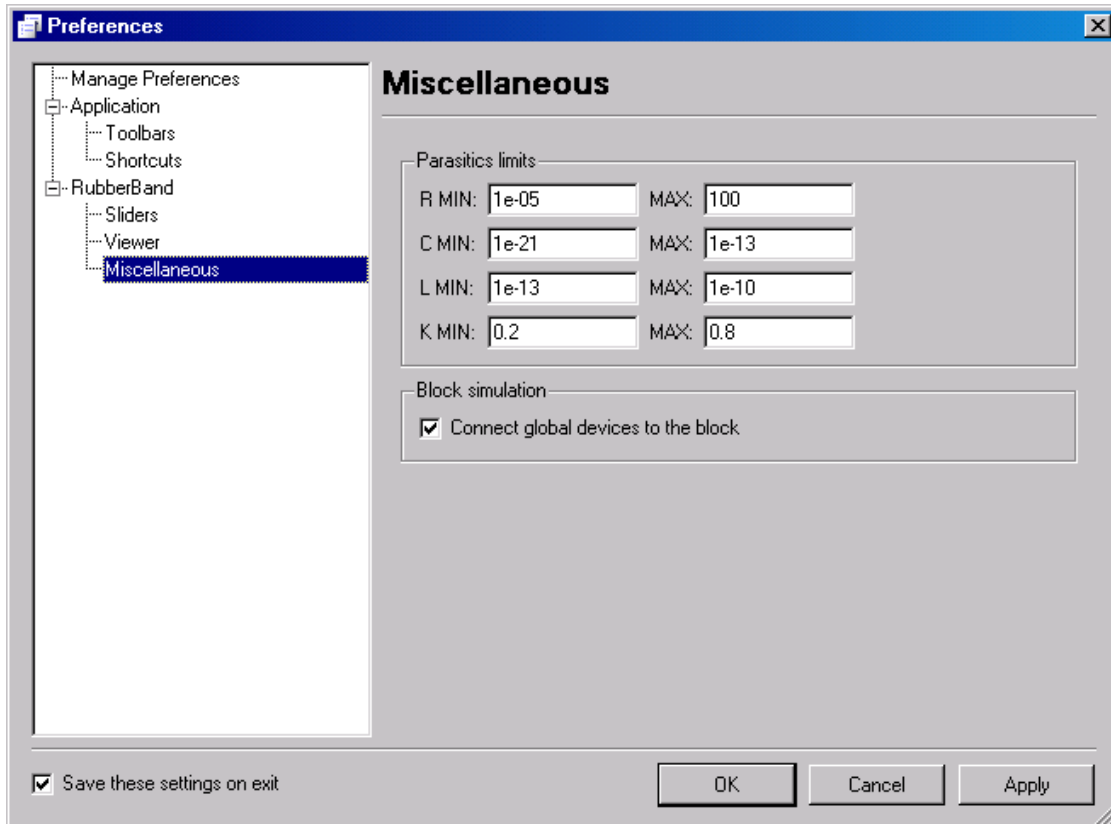 Preferences
Manage Preferences
Application
Toolbars
Shortcuts
RubberBand
Sliders
Viewer
Miscellaneous
Miscellaneous
Parasitics limits
R MIN: 1e-05 MAX: 100
C MIN: 1e-21 MAX: 1e-13
L MIN: 1e-13 MAX: 1e-10
K MIN: 0.2 MAX: 0.8
Block simulation
Connect global devices to the block
Save these settings on exit
OK Cancel Apply